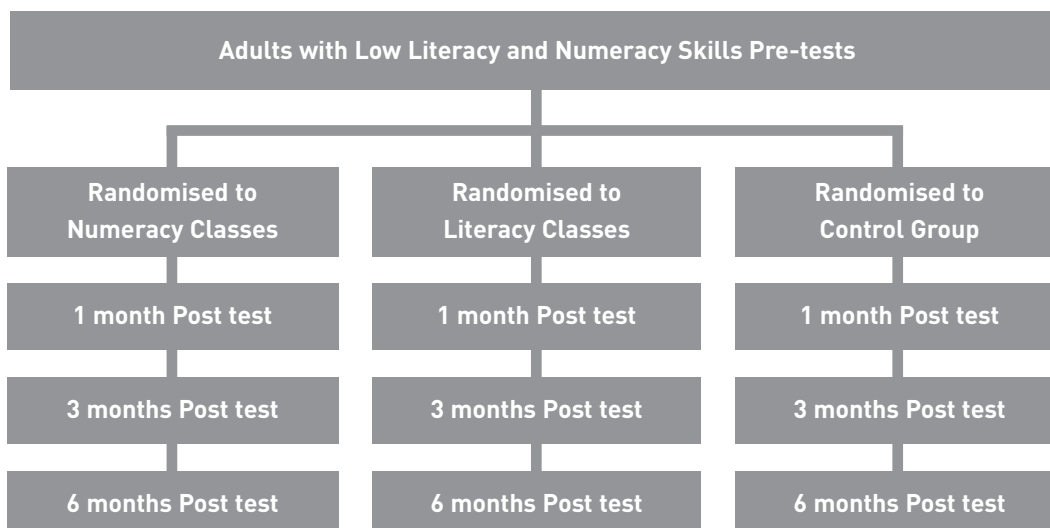 Adults with Low Literacy and Numeracy Skills Pre-tests
Randomised to
Numeracy Classes
Randomised to
Literacy Classes
Randomised to
Control Group
1 month Post test
1 month Post test
1 month Post test
3 months Post test
3 months Post test
3 months Post test
6 months Post test
6 months Post test
6 months Post test